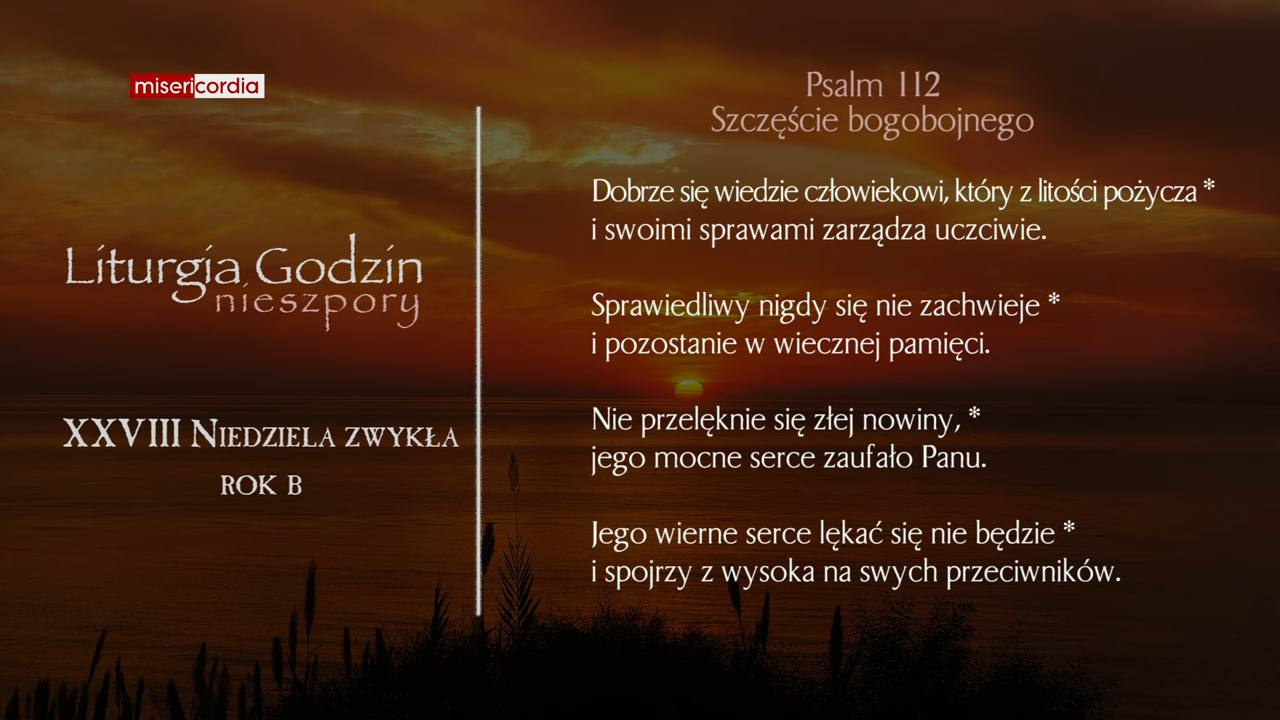 misericordia
Liturgia Godzin
nieszpory
XXVIII Niedziela zwykła
rok B
Psalm 112
Szczęście bogobojnego
Dobrze się wiedzie człowiekowi, który z litości pożycza *
i swoimi sprawami zarządza uczciwie.
Sprawiedliwy nigdy się nie zachwieje *
i pozostanie w wiecznej pamięci.
Nie przelęknie się złej nowiny, *
jego mocne serce zaufało Panu.
Jego wierne serce lękać się nie będzie *
i spojrzy z wysoka na swych przeciwników.